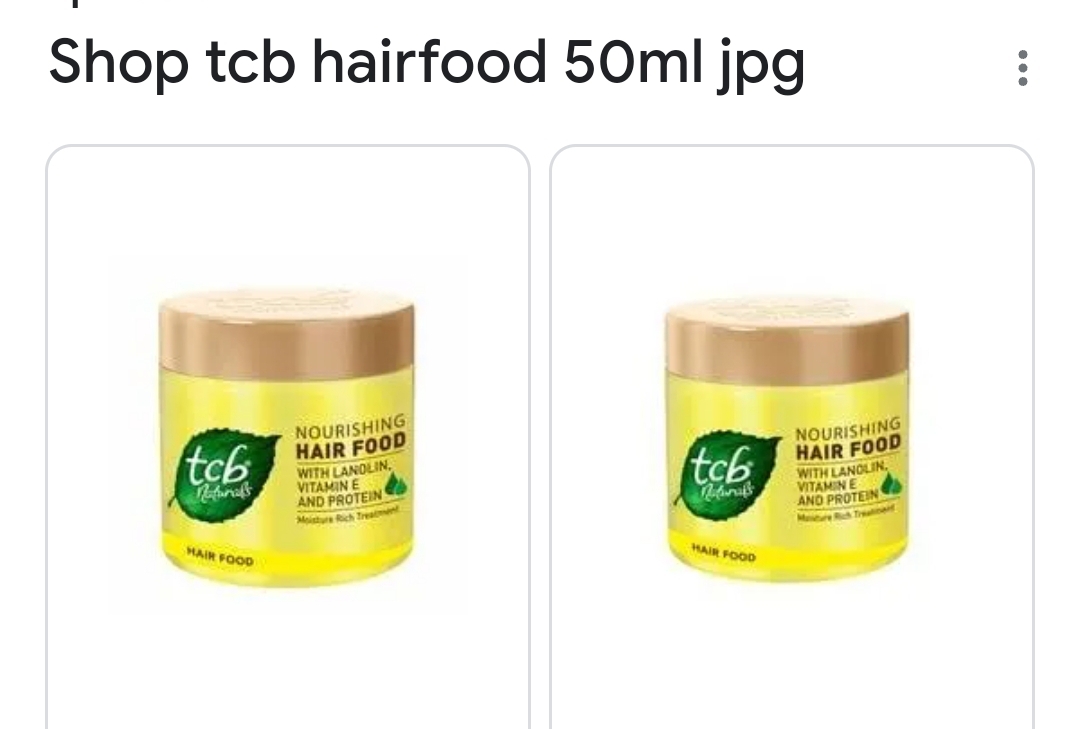 Shop tcb hairfood 50ml jpg
tcb
Naturals
NOURISHING
HAIR FOOD
WITH LANOLIN,
VITAMIN E
AND PROTEIN
Moisture Rich Treatment
HAIR FOOD
tcb
Naturals
NOURISHING
HAIR FOOD
WITH LANOLIN,
VITAMIN E
AND PROTEIN
Moisture Rich Treatment
HAIR FOOD